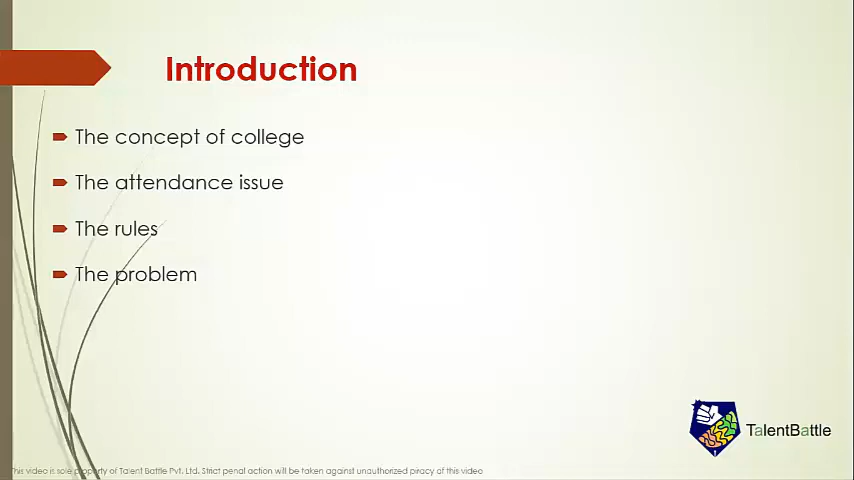 Introduction
The concept of college
The attendance issue
The rules
The problem
TalentBattle
This video is sole property of Talent Battle Pvt. Ltd. Strict penal action will be taken against unauthorized piracy of this video